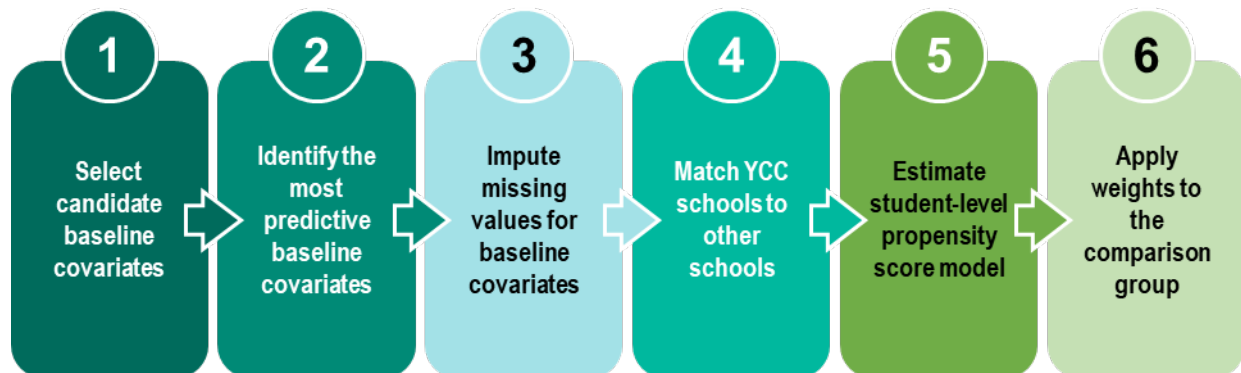 1
Select
candidate
baseline
covariates
2
Identify the
most
predictive
baseline
covariates
3
Impute
missing
values for
baseline
covariates
4
Match YCC
schools to
other
schools
5
Estimate
student-level
propensity
score model
6
Apply
weights to
the
comparison
group